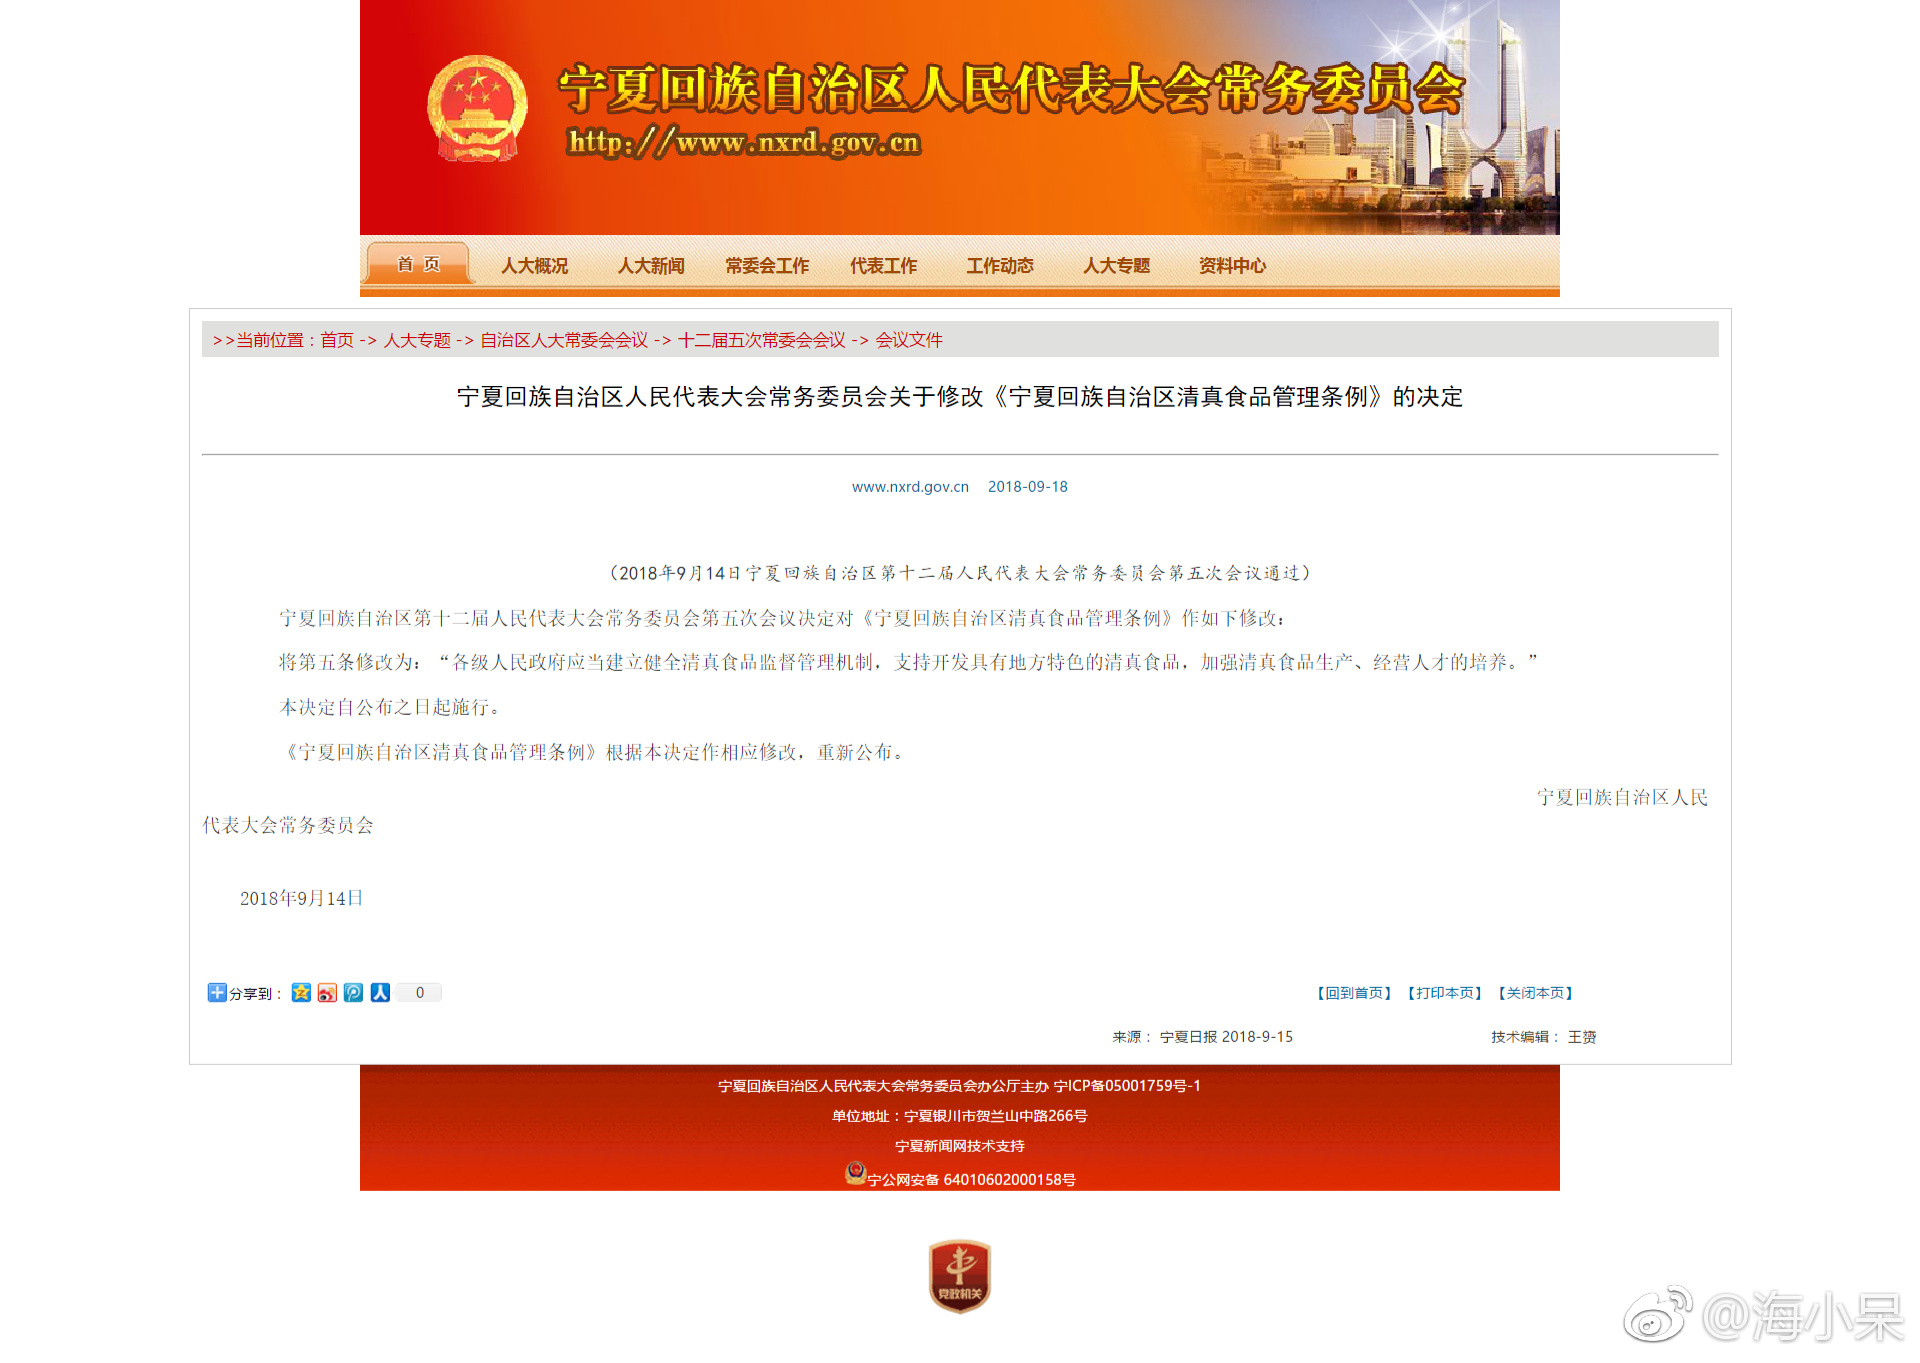 宁夏回族自治区人民代表大会常务委员会
http://www.nxrd.gov.cn
首 页 人大概况 人大新闻 常委会工作 代表工作 工作动态 人大专题 资料中心
>>当前位置：首页 -> 人大专题 -> 自治区人大常委会会议 -> 十二届五次常委会会议 -> 会议文件
宁夏回族自治区人民代表大会常务委员会关于修改《宁夏回族自治区清真食品管理条例》的决定
www.nxrd.gov.cn 2018-09-18
（2018年9月14日宁夏回族自治区第十二届人民代表大会常务委员会第五次会议通过）
宁夏回族自治区第十二届人民代表大会常务委员会第五次会议决定对《宁夏回族自治区清真食品管理条例》作如下修改：
将第五条修改为：“各级人民政府应当建立健全清真食品监督管理机制，支持开发具有地方特色的清真食品，加强清真食品生产、经营人才的培养。”
本决定自公布之日起施行。
《宁夏回族自治区清真食品管理条例》根据本决定作相应修改，重新公布。
宁夏回族自治区人民
代表大会常务委员会
2018年9月14日
分享到： 0
【回到首页】 【打印本页】 【关闭本页】
来源： 宁夏日报 2018-9-15 技术编辑： 王赟
宁夏回族自治区人民代表大会常务委员会办公厅主办 宁ICP备05001759号-1
单位地址：宁夏银川市贺兰山中路266号
宁夏新闻网技术支持
宁公网安备 64010602000158号
党政机关
@海小呆